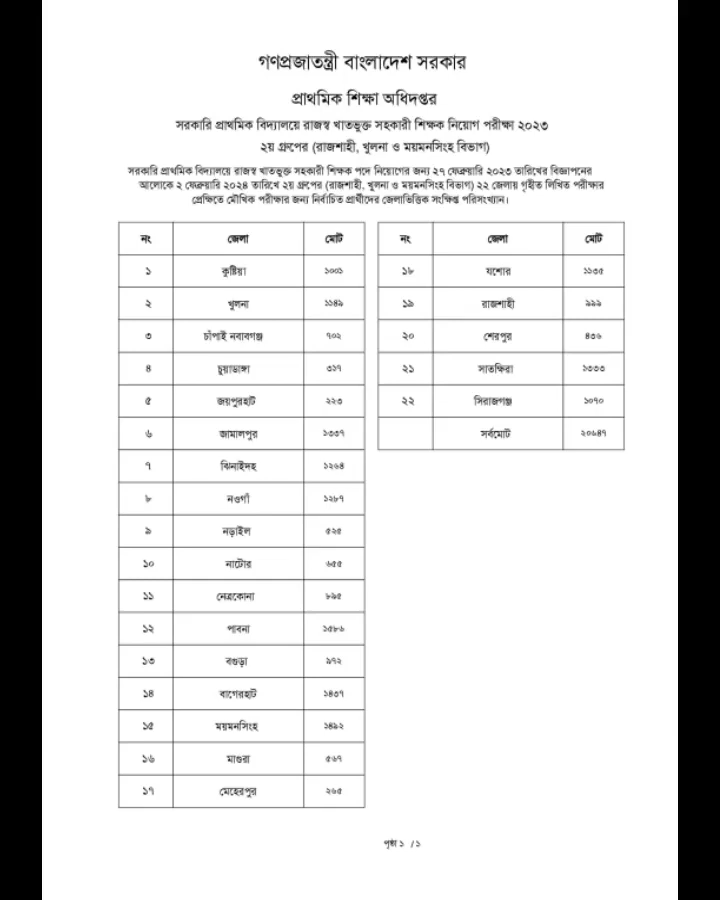 গণপ্রজাতন্ত্রী বাংলাদেশ সরকার
প্রাথমিক শিক্ষা অধিদপ্তর
সরকারি প্রাথমিক বিদ্যালয়ে রাজস্ব খাতভুক্ত সহকারী শিক্ষক নিয়োগ পরীক্ষা ২০২৩
২য় গ্রুপের (রাজশাহী, খুলনা ও ময়মনসিংহ বিভাগ)
সরকারি প্রাথমিক বিদ্যালয়ে রাজস্ব খাতভুক্ত সহকারী শিক্ষক পদে নিয়োগের জন্য ২৭ ফেব্রুয়ারি ২০২৩ তারিখের বিজ্ঞাপনের
আলোকে ২ ফেব্রুয়ারি ২০২৪ তারিখে ২য় গ্রুপের (রাজশাহী, খুলনা ও ময়মনসিংহ বিভাগ) ২২ জেলায় গৃহীত লিখিত পরীক্ষার
প্রেক্ষিতে মৌখিক পরীক্ষার জন্য নির্বাচিত প্রার্থীদের জেলাভিত্তিক সংক্ষিপ্ত পরিসংখ্যান।
নং জেলা মোট
১ কুষ্টিয়া ১০০১
২ খুলনা ১১৪৯
৩ চাঁপাই নবাবগঞ্জ ৭০২
৪ চুয়াডাঙ্গা ৩১৭
৫ জয়পুরহাট ২২৩
৬ জামালপুর ১৩৩৭
৭ ঝিনাইদহ ১২৬৪
৮ নওগাঁ ১২৮৭
৯ নড়াইল ৫২৫
১০ নাটোর ৬৫৫
১১ নেত্রকোনা ৮৯৫
১২ পাবনা ১৫৮৬
১৩ বগুড়া ৯৭২
১৪ বাগেরহাট ১৪৩৭
১৫ ময়মনসিংহ ১৪৯২
১৬ মাগুরা ৫৬৭
১৭ মেহেরপুর ২৬৫
নং জেলা মোট
১৮ যশোর ১১৩৫
১৯ রাজশাহী ৯৯৯
২০ শেরপুর ৪৩৬
২১ সাতক্ষিরা ১৩৩৩
২২ সিরাজগঞ্জ ১০৭০
সর্বমোট ২০৬৪৭
পৃষ্ঠা ১ / ১